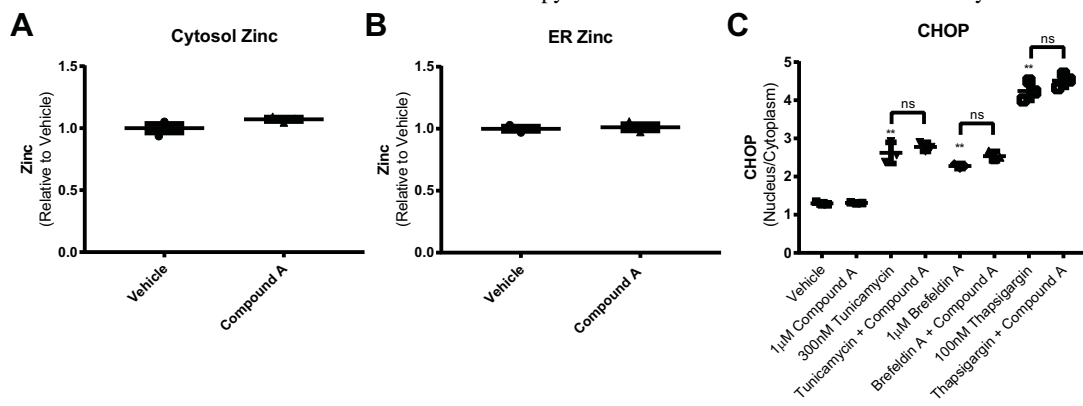 A
Cytosol Zinc
Zinc
(Relative to Vehicle)
1.5
1.0
0.5
0.0
Vehicle
Compound A
B
ER Zinc
Zinc
(Relative to Vehicle)
1.5
1.0
0.5
0.0
Vehicle
Compound A
C
CHOP
CHOP
(Nucleus/Cytoplasm)
5
4
3
2
1
0
**
ns
**
ns
**
ns
Vehicle
1µM Compound A
300nM Tunicamycin
Tunicamycin + Compound A
1µM Brefeldin A
Brefeldin A + Compound A
100nM Thapsigargin
Thapsigargin + Compound A